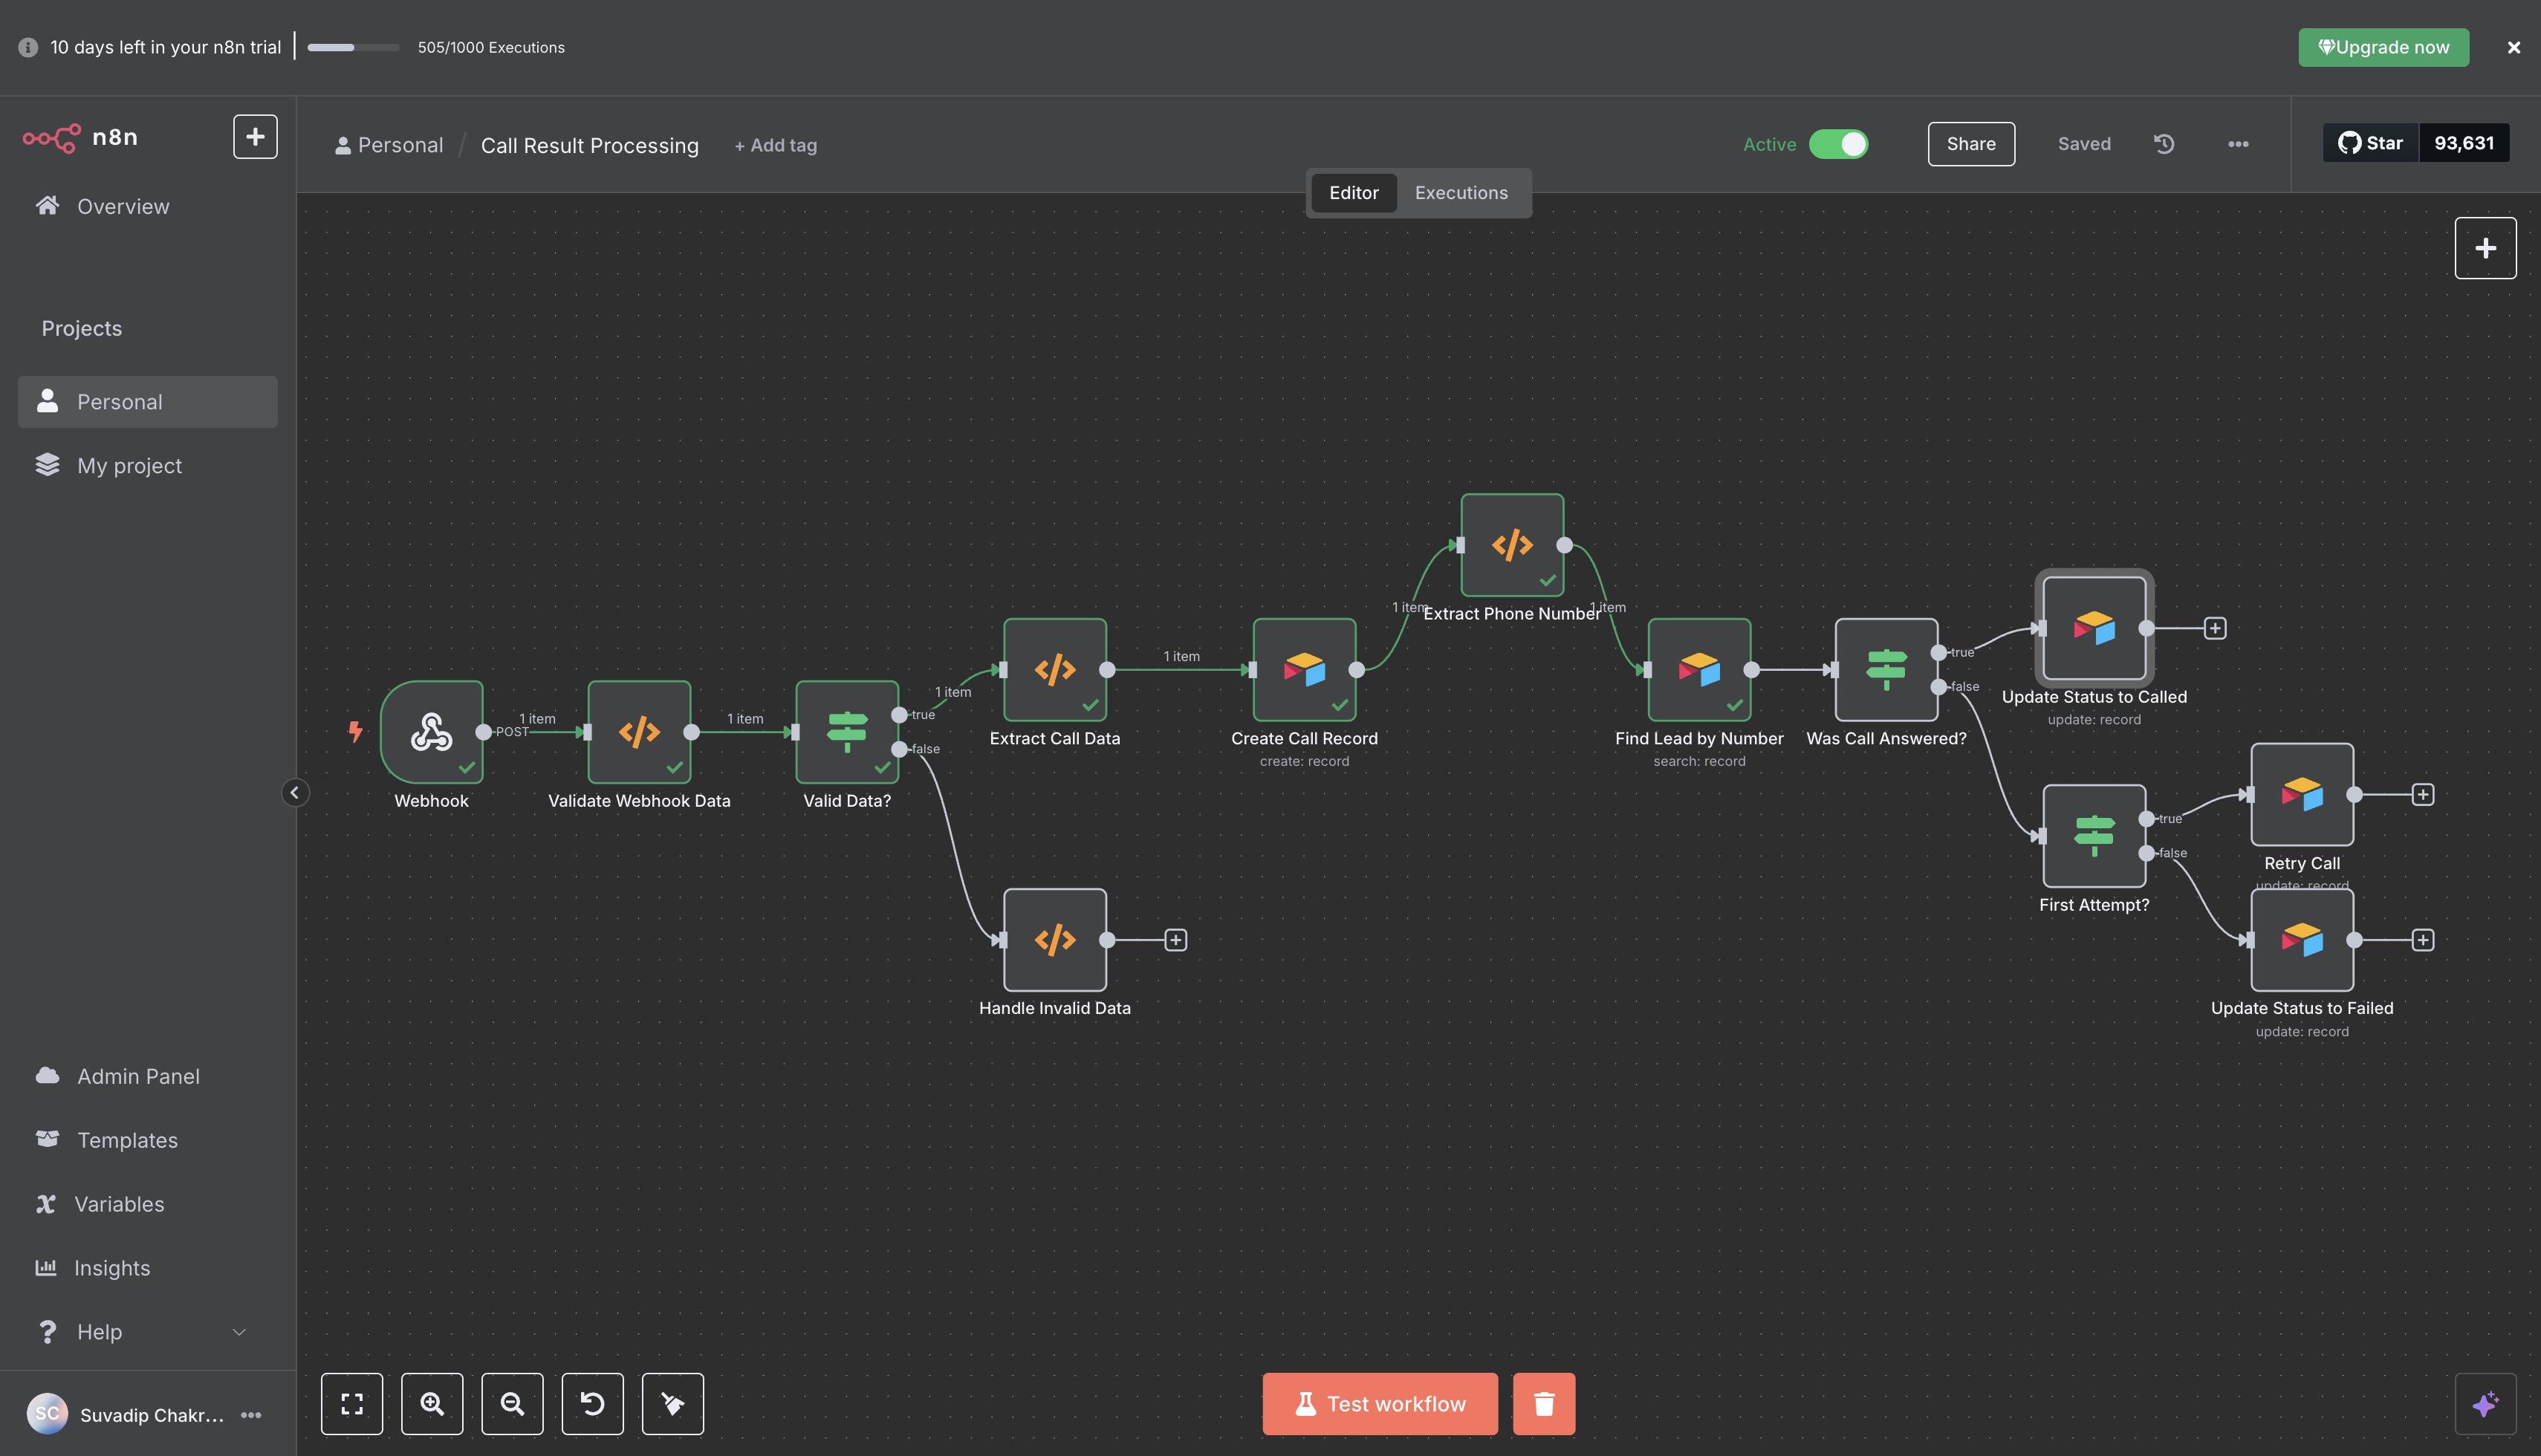 10 days left in your n8n trial
505/1000 Executions
Upgrade now
n8n
Personal / Call Result Processing + Add tag
Active
Share
Saved
Star 93,631
Editor Executions
Overview
Projects
Personal
My project
Admin Panel
Templates
Variables
Insights
Help
SC Suvadip Chakr...
Webhook
POST
1 item
Validate Webhook Data
1 item
Valid Data?
true
false
1 item
Extract Call Data
1 item
Create Call Record
create: record
1 item
Extract Phone Number
1 item
Find Lead by Number
search: record
Was Call Answered?
true
false
Update Status to Called
update: record
First Attempt?
true
false
Retry Call
update: record
Update Status to Failed
update: record
Handle Invalid Data
Test workflow